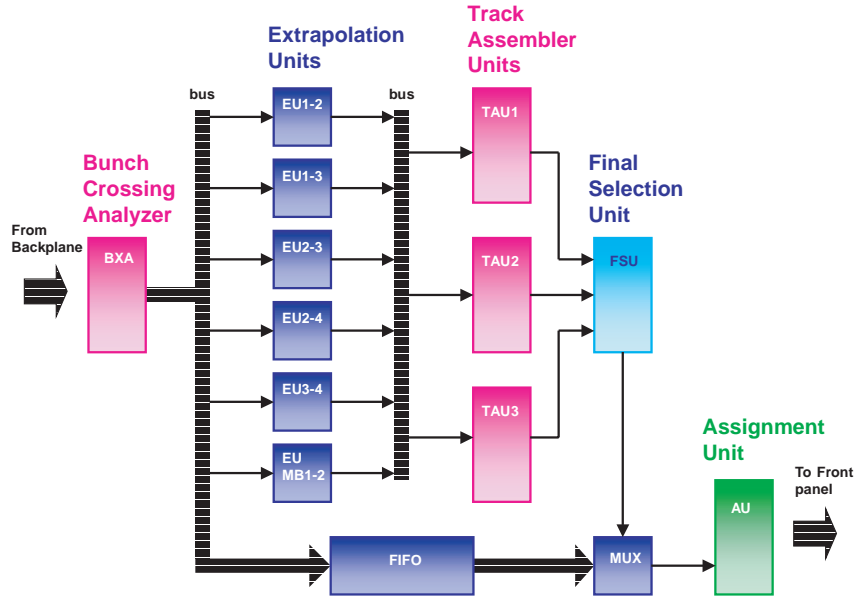 Extrapolation
Units
Track
Assembler
Units
bus
bus
EU1-2
TAU1
Bunch
Crossing
Analyzer
EU1-3
Final
Selection
Unit
From
Backplane
BXA
EU2-3
TAU2
FSU
EU2-4
EU3-4
TAU3
EU
MB1-2
Assignment
Unit
To Front
panel
AU
FIFO
MUX